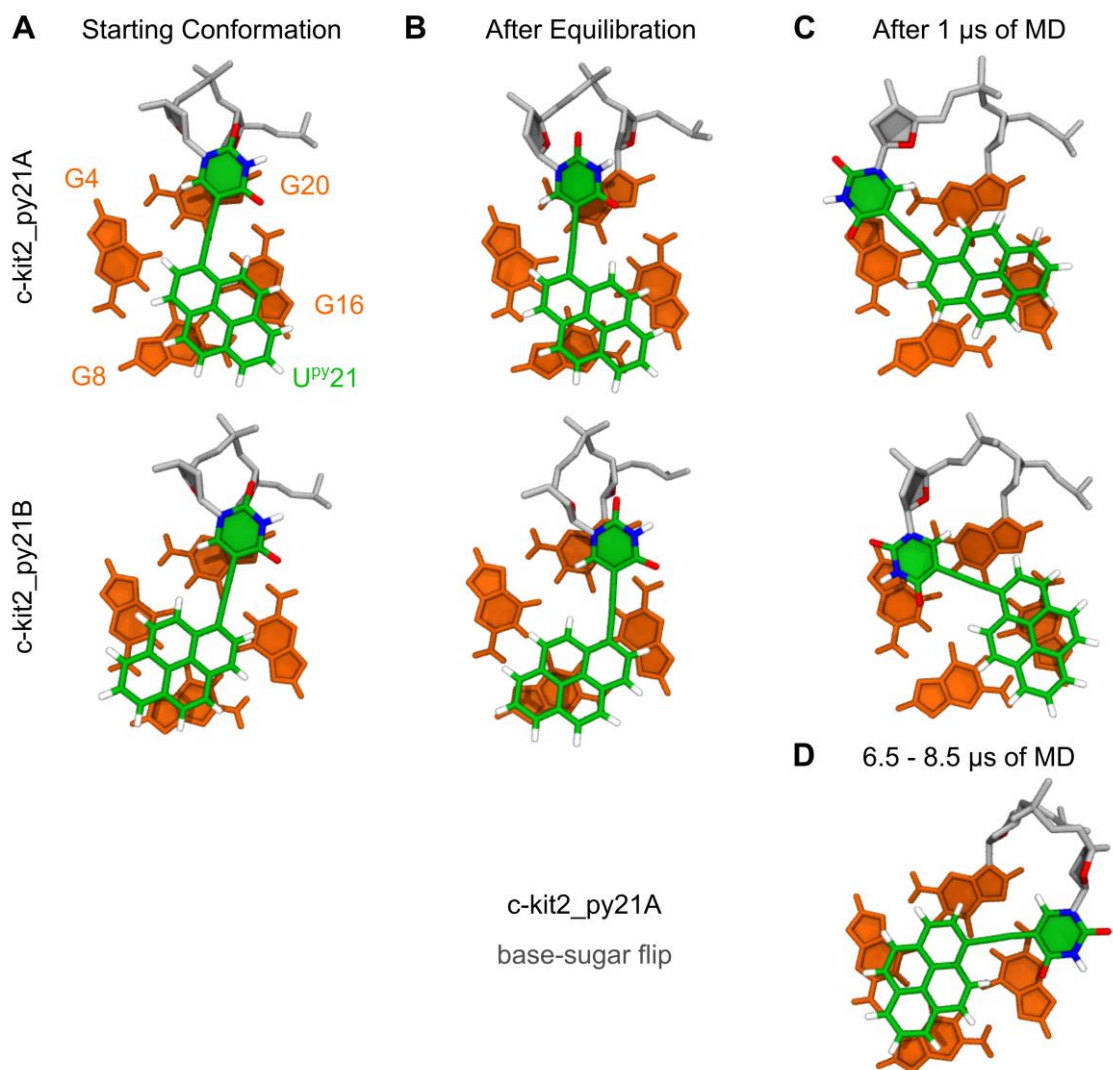 A Starting Conformation
B After Equilibration
C After 1 µs of MD
c-kit2_py21A
G4
G20
G16
G8
U^py21
c-kit2_py21B
D 6.5 - 8.5 µs of MD
c-kit2_py21A
base-sugar flip